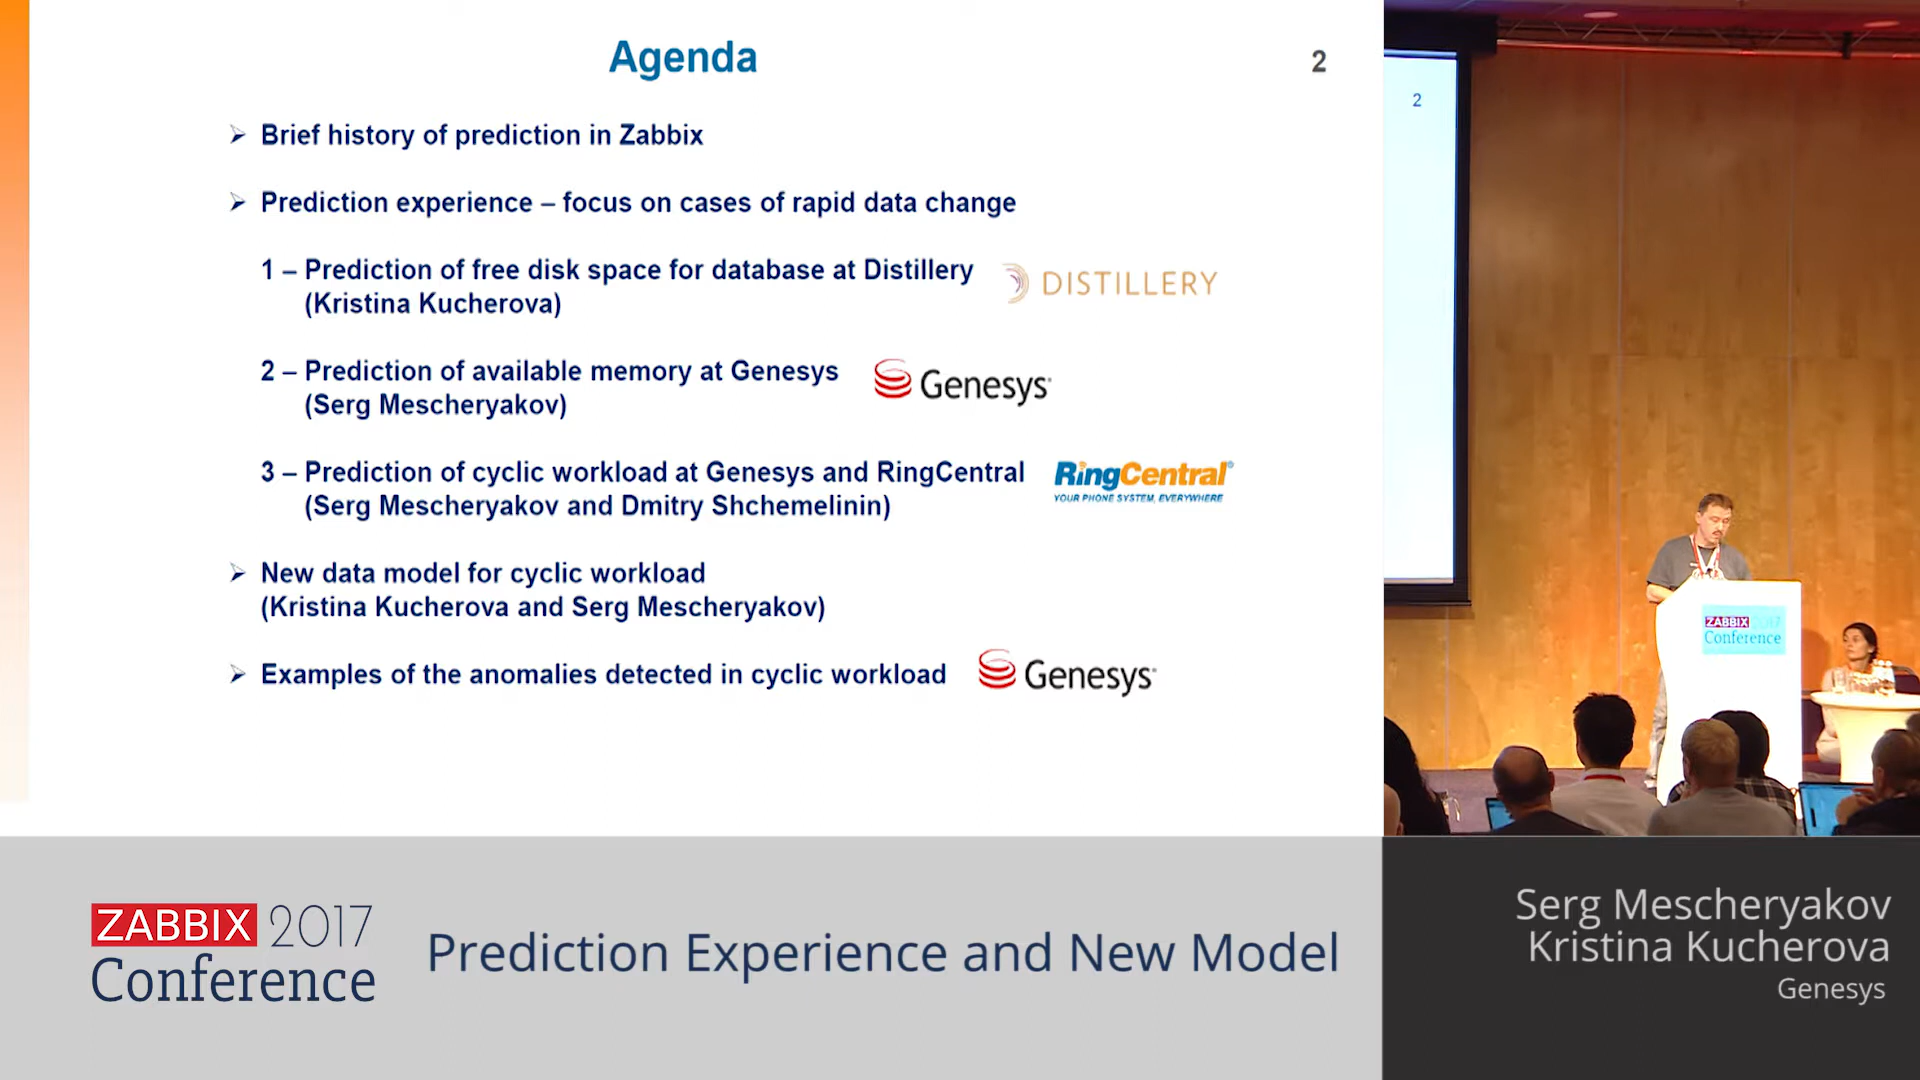 Agenda
2
Brief history of prediction in Zabbix
Prediction experience – focus on cases of rapid data change
1 – Prediction of free disk space for database at Distillery
(Kristina Kucherova)
DISTILLERY
2 – Prediction of available memory at Genesys
(Serg Mescheryakov)
Genesys
3 – Prediction of cyclic workload at Genesys and RingCentral
(Serg Mescheryakov and Dmitry Shchemelinin)
RingCentral®
YOUR PHONE SYSTEM, EVERYWHERE
New data model for cyclic workload
(Kristina Kucherova and Serg Mescheryakov)
Examples of the anomalies detected in cyclic workload
Genesys
2
ZABBIX 2017
Conference
ZABBIX 2017
Conference
Prediction Experience and New Model
Serg Mescheryakov
Kristina Kucherova
Genesys